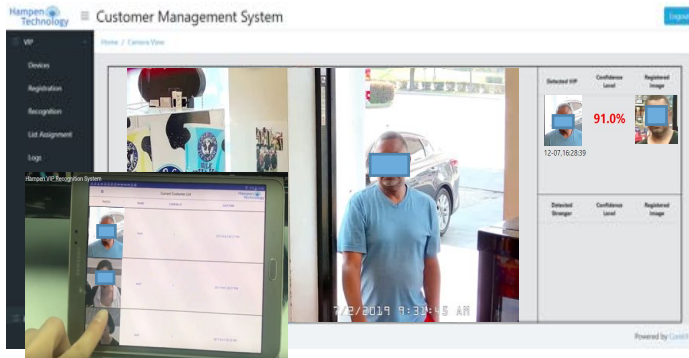 Hampen
Technology
Customer Management System
Logout
VIP
Home / Camera View
Devices
Registration
Recognition
List Assignment
Logs
Detected VIP
Confidence
Level
Registered
Image
91.0%
12-07,16:28:39
Detected
Stranger
Confidence
Level
Registered
Image
Hampen VIP Recognition System
Current Customer List
Hampen
Technology
7/2/2019 9:31:45 AM
Powered by